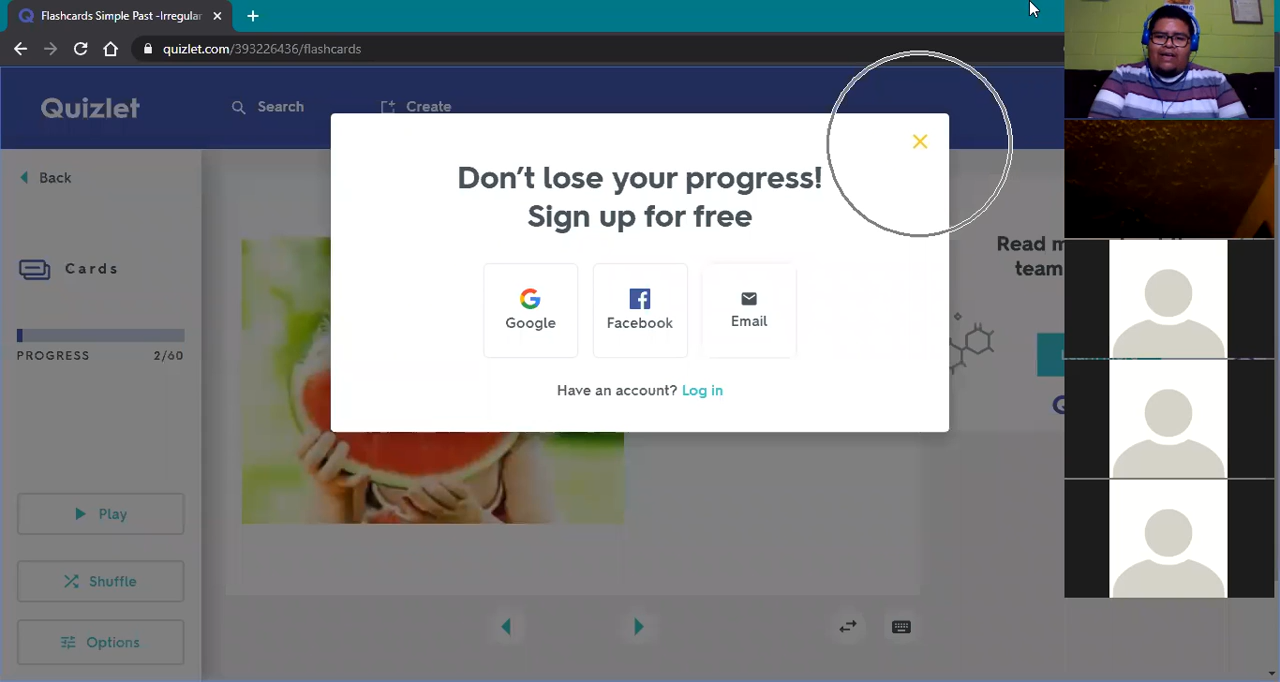 Flashcards Simple Past -Irregular
quizlet.com/393226436/flashcards
Quizlet
Search
Create
Back
Don't lose your progress!
Sign up for free
Google
Facebook
Email
Have an account? Log in
Cards
PROGRESS 2/60
Play
Shuffle
Options
Read
team